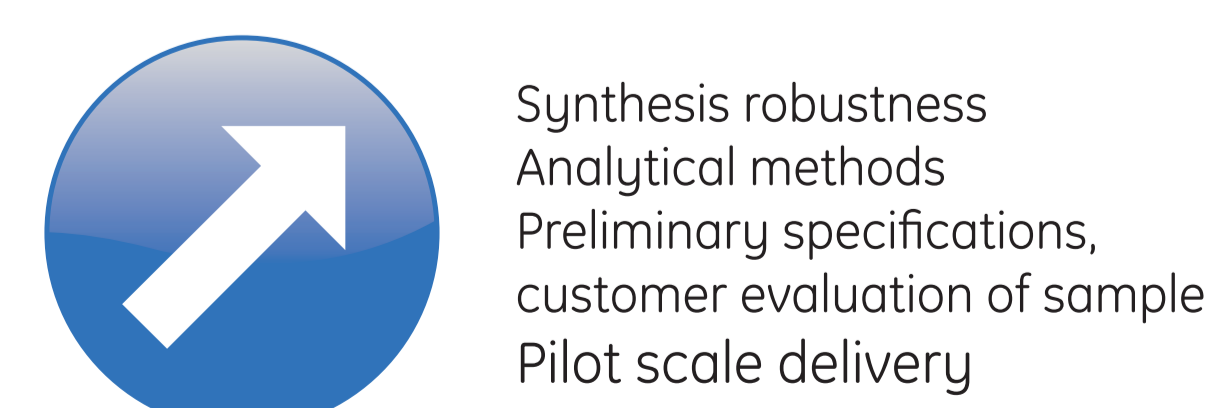 Synthesis robustness
Analytical methods
Preliminary specifications,
customer evaluation of sample
Pilot scale delivery